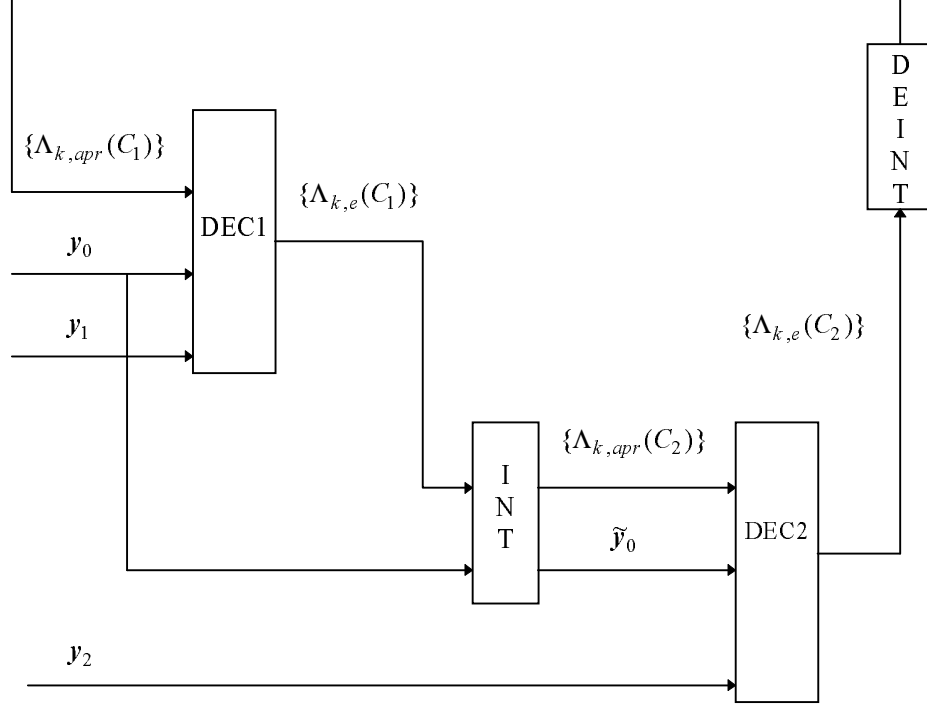 D
E
I
N
T
{Λ_{k,apr}(C_1)}
{Λ_{k,e}(C_1)}
DEC1
y_0
y_1
{Λ_{k,e}(C_2)}
{Λ_{k,apr}(C_2)}
I
N
T
ỹ_0
DEC2
y_2